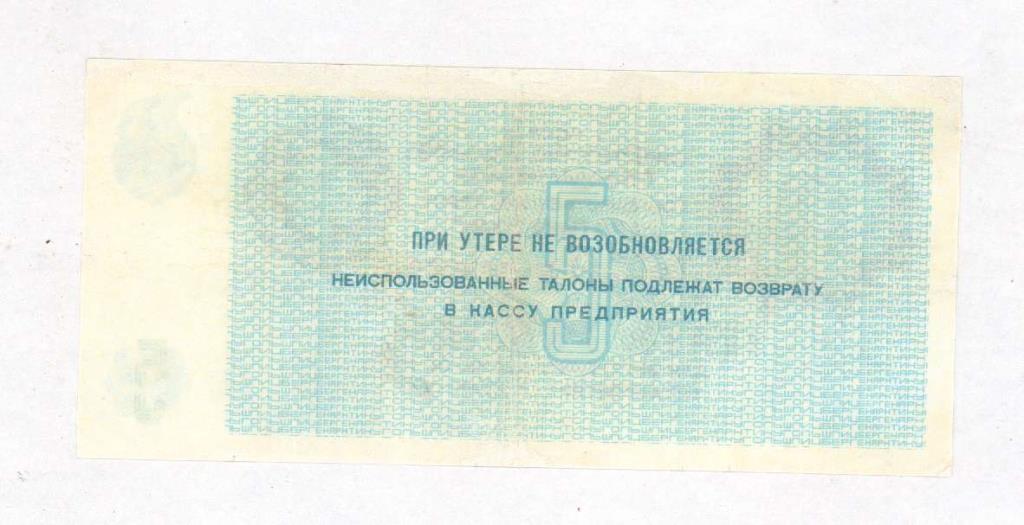 5
ПРИ УТЕРЕ НЕ ВОЗОБНОВЛЯЕТСЯ
НЕИСПОЛЬЗОВАННЫЕ ТАЛОНЫ ПОДЛЕЖАТ ВОЗВРАТУ
В КАССУ ПРЕДПРИЯТИЯ